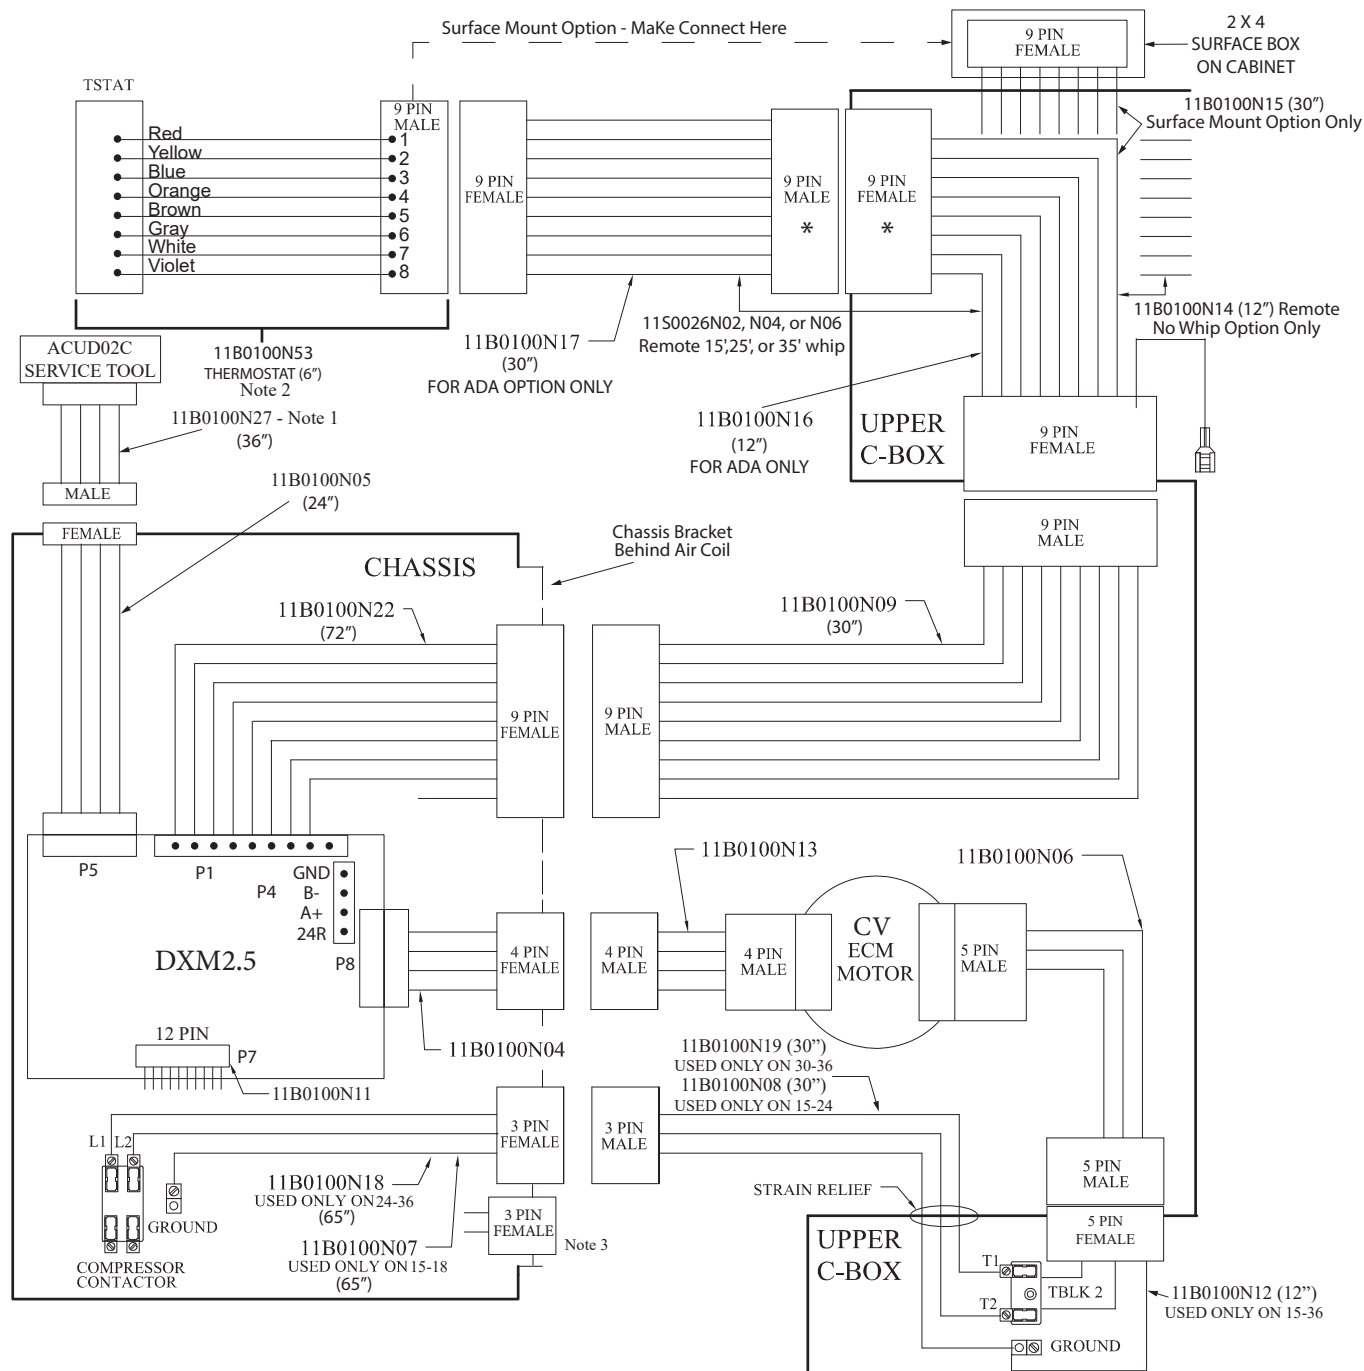 Surface Mount Option - MaKe Connect Here
9 PIN
FEMALE
2 X 4
SURFACE BOX
ON CABINET
TSTAT
9 PIN
MALE
Red
Yellow
Blue
Orange
Brown
Gray
White
Violet
1
2
3
4
5
6
7
8
9 PIN
FEMALE
9 PIN
MALE
*
9 PIN
FEMALE
*
11B0100N15 (30”)
Surface Mount Option Only
11B0100N53
THERMOSTAT (6”)
Note 2
11B0100N17
(30”)
FOR ADA OPTION ONLY
11S0026N02, N04, or N06
Remote 15',25', or 35' whip
11B0100N14 (12”) Remote
No Whip Option Only
ACUD02C
SERVICE TOOL
11B0100N27 - Note 1
(36”)
11B0100N16
(12”)
FOR ADA ONLY
UPPER
C-BOX
9 PIN
FEMALE
MALE
11B0100N05
(24”)
FEMALE
CHASSIS
Chassis Bracket
Behind Air Coil
9 PIN
MALE
11B0100N22
(72”)
11B0100N09
(30”)
9 PIN
FEMALE
9 PIN
MALE
P5
P1
P4
GND
B-
A+
24R
DXM2.5
P8
12 PIN
P7
11B0100N11
11B0100N04
4 PIN
FEMALE
4 PIN
MALE
11B0100N13
4 PIN
MALE
CV
ECM
MOTOR
5 PIN
MALE
11B0100N06
11B0100N19 (30”)
USED ONLY ON 30-36
11B0100N08 (30”)
USED ONLY ON 15-24
L1 L2
3 PIN
FEMALE
3 PIN
MALE
11B0100N18
USED ONLY ON 24-36
(65”)
GROUND
11B0100N07
USED ONLY ON 15-18
(65”)
COMPRESSOR
CONTACTOR
3 PIN
FEMALE
Note 3
STRAIN RELIEF
5 PIN
MALE
5 PIN
FEMALE
UPPER
C-BOX
T1
TBLK 2
T2
GROUND
11B0100N12 (12”)
USED ONLY ON 15-36